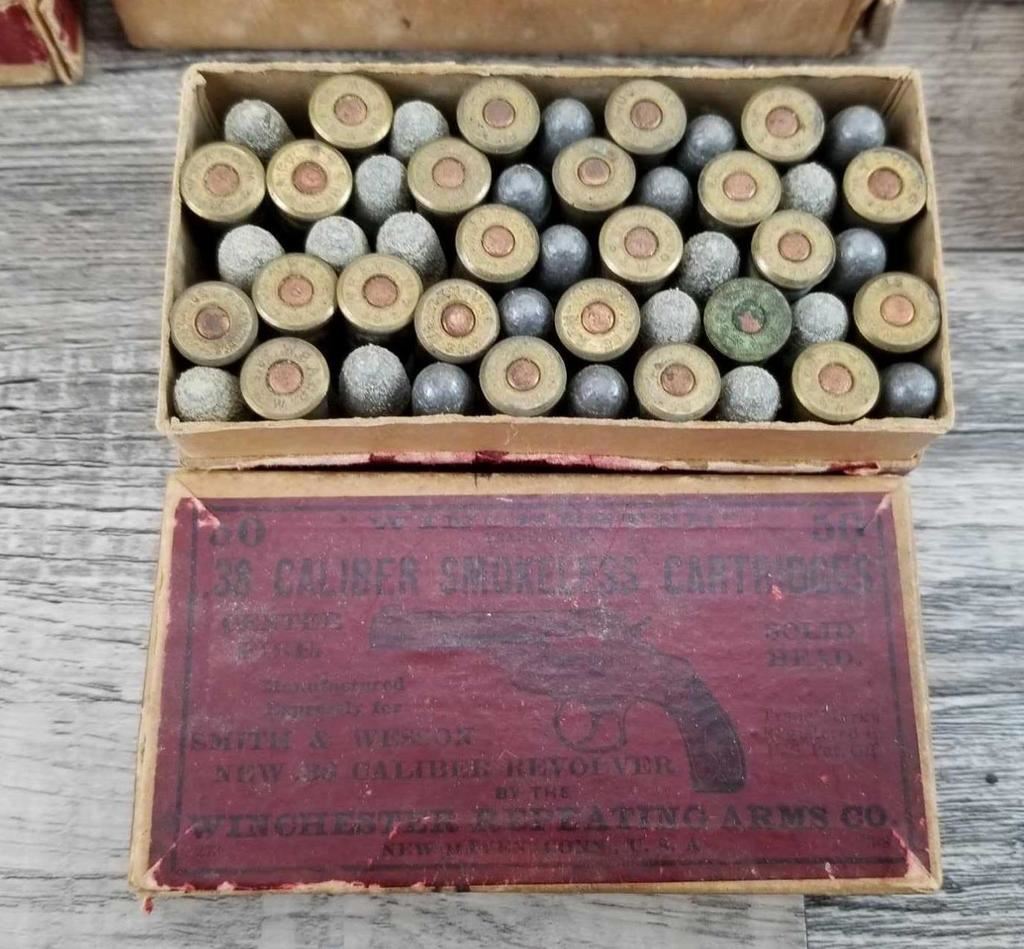 50 WINCHESTER 50
.38 CALIBER SMOKELESS CARTRIDGES
CENTRE
FIRE.
SOLID
HEAD.
Manufactured
Expressly for
SMITH & WESSON
NEW .38 CALIBER REVOLVER
BY THE
WINCHESTER REPEATING ARMS CO.
NEW HAVEN, CONN., U.S.A.